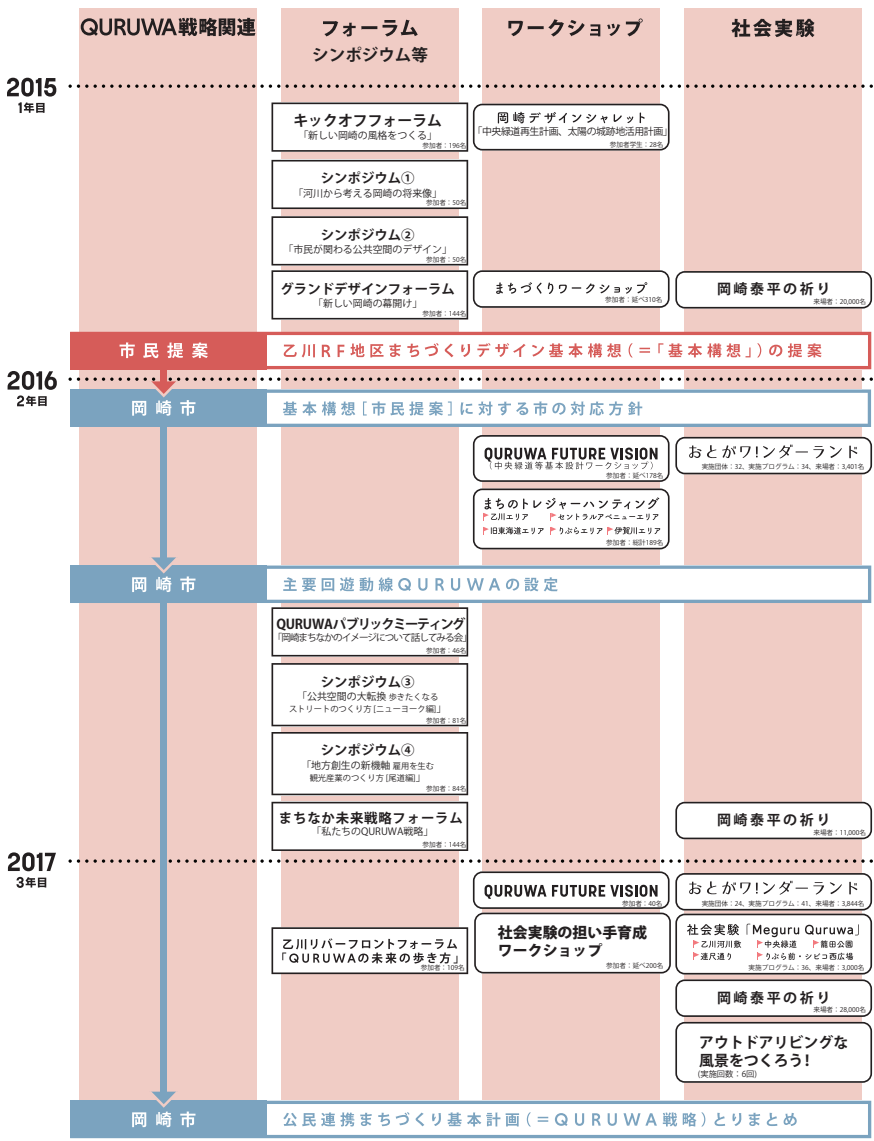 QURUWA戦略関連
フォーラム
シンポジウム等
ワークショップ
社会実験
2015
1年目
キックオフフォーラム
「新しい岡崎の風格をつくる」
参加者：196名
岡崎デザインシャレット
「中央緑道再生計画、太陽の城跡地活用計画」
参加者学生：28名
シンポジウム①
「河川から考える岡崎の将来像」
参加者：50名
シンポジウム②
「市民が関わる公共空間のデザイン」
参加者：50名
グランドデザインフォーラム
「新しい岡崎の幕開け」
参加者：144名
まちづくりワークショップ
参加者：延べ310名
岡崎泰平の祈り
来場者：20,000名
市民提案
乙川RF地区まちづくりデザイン基本構想（＝「基本構想」）の提案
2016
2年目
岡崎市
基本構想［市民提案］に対する市の対応方針
QURUWA FUTURE VISION
（中央緑道等基本設計ワークショップ）
参加者：延べ178名
おとがワ!ンダーランド
実施団体：32、実施プログラム：34、来場者：3,401名
まちのトレジャーハンティング
乙川エリア セントラルアベニューエリア
旧東海道エリア りぶらエリア 伊賀川エリア
参加者：総計189名
岡崎市
主要回遊動線QURUWAの設定
QURUWAパブリックミーティング
「岡崎まちなかのイメージについて話してみる会」
参加者：46名
シンポジウム③
「公共空間の大転換 歩きたくなる
ストリートのつくり方［ニューヨーク編］」
参加者：81名
シンポジウム④
「地方創生の新機軸 雇用を生む
観光産業のつくり方［尾道編］」
参加者：84名
まちなか未来戦略フォーラム
「私たちのQURUWA戦略」
参加者：144名
岡崎泰平の祈り
来場者：11,000名
2017
3年目
QURUWA FUTURE VISION
参加者：40名
おとがワ!ンダーランド
実施団体：24、実施プログラム：41、来場者：3,844名
乙川リバーフロントフォーラム
「QURUWAの未来の歩き方」
参加者：109名
社会実験の担い手育成
ワークショップ
参加者：延べ200名
社会実験「Meguru Quruwa」
乙川河川敷 中央緑道 籠田公園
連尺通り りぶら前・シビコ西広場
実施プログラム：36、来場者：3,000名
岡崎泰平の祈り
来場者：28,000名
アウトドアリビングな
風景をつくろう！
（実施回数：6回）
岡崎市
公民連携まちづくり基本計画（＝QURUWA戦略）とりまとめ